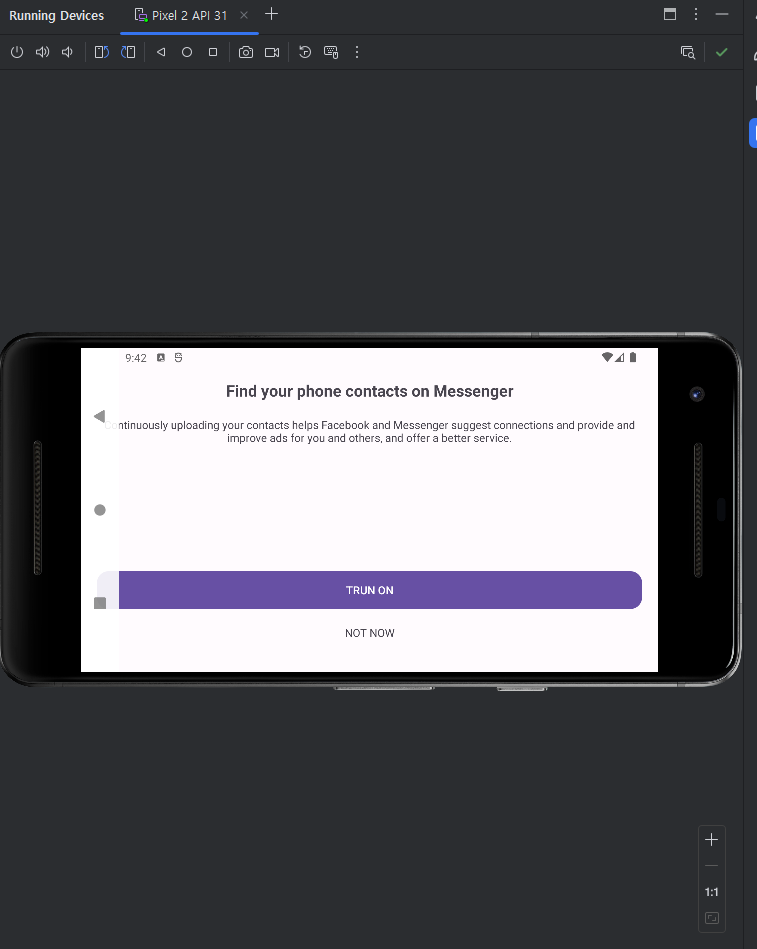 Running Devices
Pixel 2 API 31
9:42
Find your phone contacts on Messenger
Continuously uploading your contacts helps Facebook and Messenger suggest connections and provide and
improve ads for you and others, and offer a better service.
TRUN ON
NOT NOW
1:1